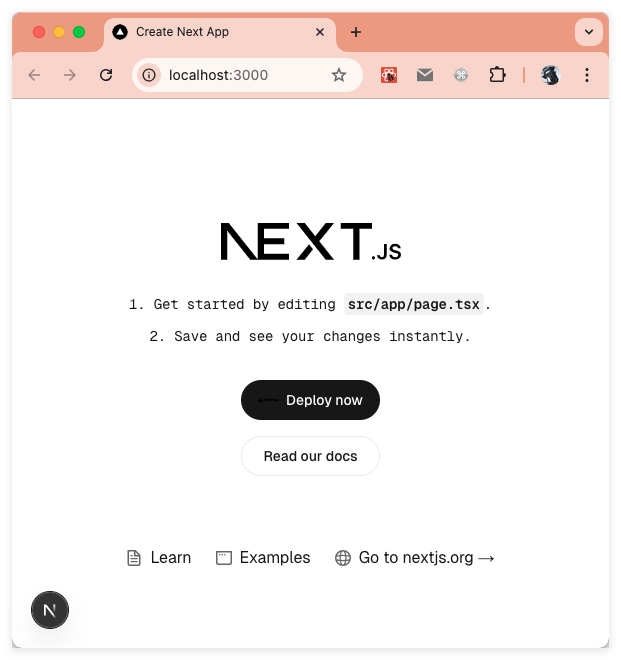 Create Next App
localhost:3000
NEXT.JS
1. Get started by editing src/app/page.tsx.
2. Save and see your changes instantly.
Deploy now
Read our docs
Learn
Examples
Go to nextjs.org →
N